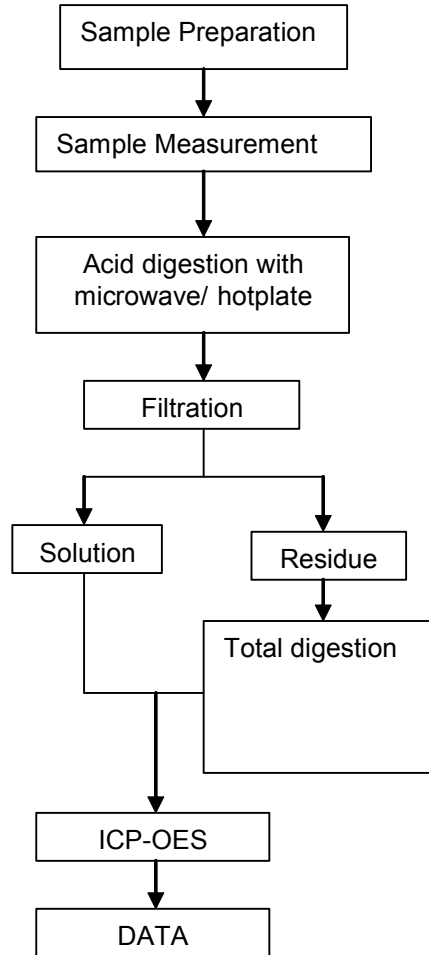 Sample Preparation
Sample Measurement
Acid digestion with
microwave/ hotplate
Filtration
Solution
Residue
Total digestion
ICP-OES
DATA